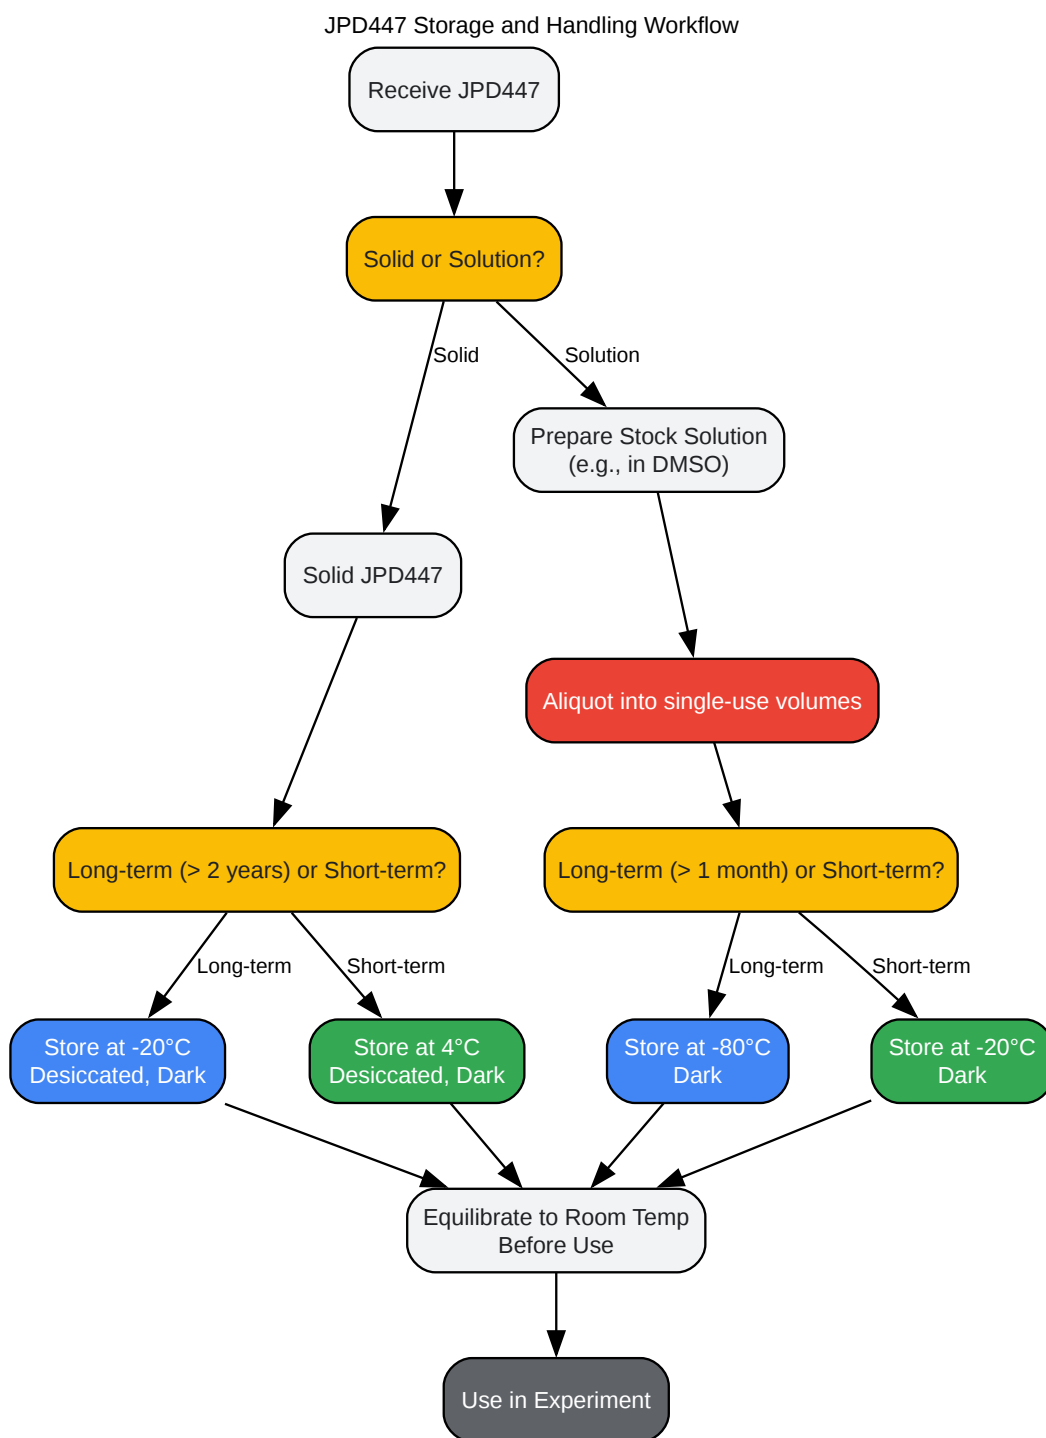 JPD447 Storage and Handling Workflow
Receive JPD447
Solid or Solution?
Solid
Solution
Prepare Stock Solution
(e.g., in DMSO)
Solid JPD447
Aliquot into single-use volumes
Long-term (> 2 years) or Short-term?
Long-term (> 1 month) or Short-term?
Long-term
Short-term
Long-term
Short-term
Store at -20°C
Desiccated, Dark
Store at 4°C
Desiccated, Dark
Store at -80°C
Dark
Store at -20°C
Dark
Equilibrate to Room Temp
Before Use
Use in Experiment